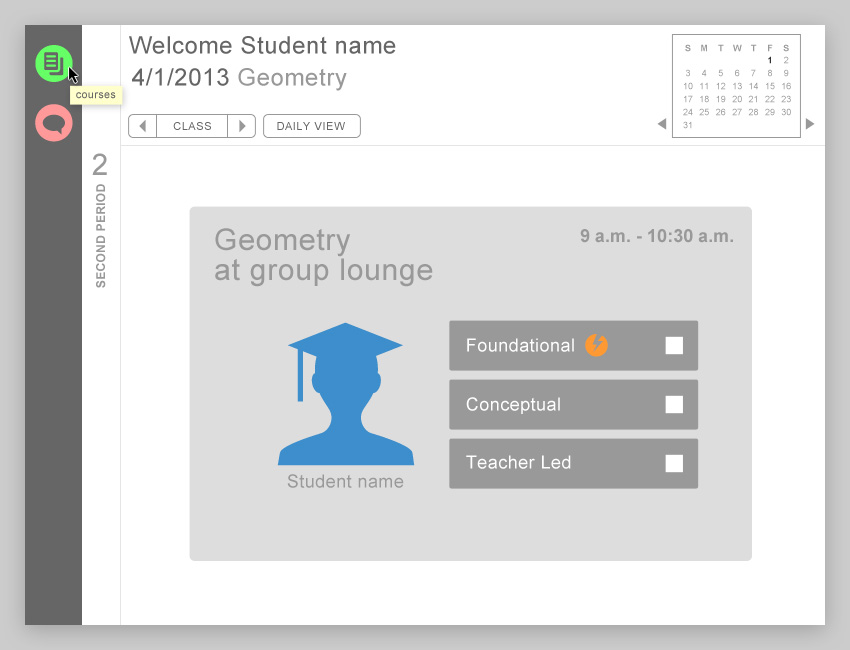 Welcome Student name
4/1/2013 Geometry
CLASS
DAILY VIEW
S M T W T F S
1 2
3 4 5 6 7 8 9
10 11 12 13 14 15 16
17 18 19 20 21 22 23
24 25 26 27 28 29 30
31
courses
2
SECOND PERIOD
Geometry
at group lounge
9 a.m. - 10:30 a.m.
Foundational
Conceptual
Teacher Led
Student name